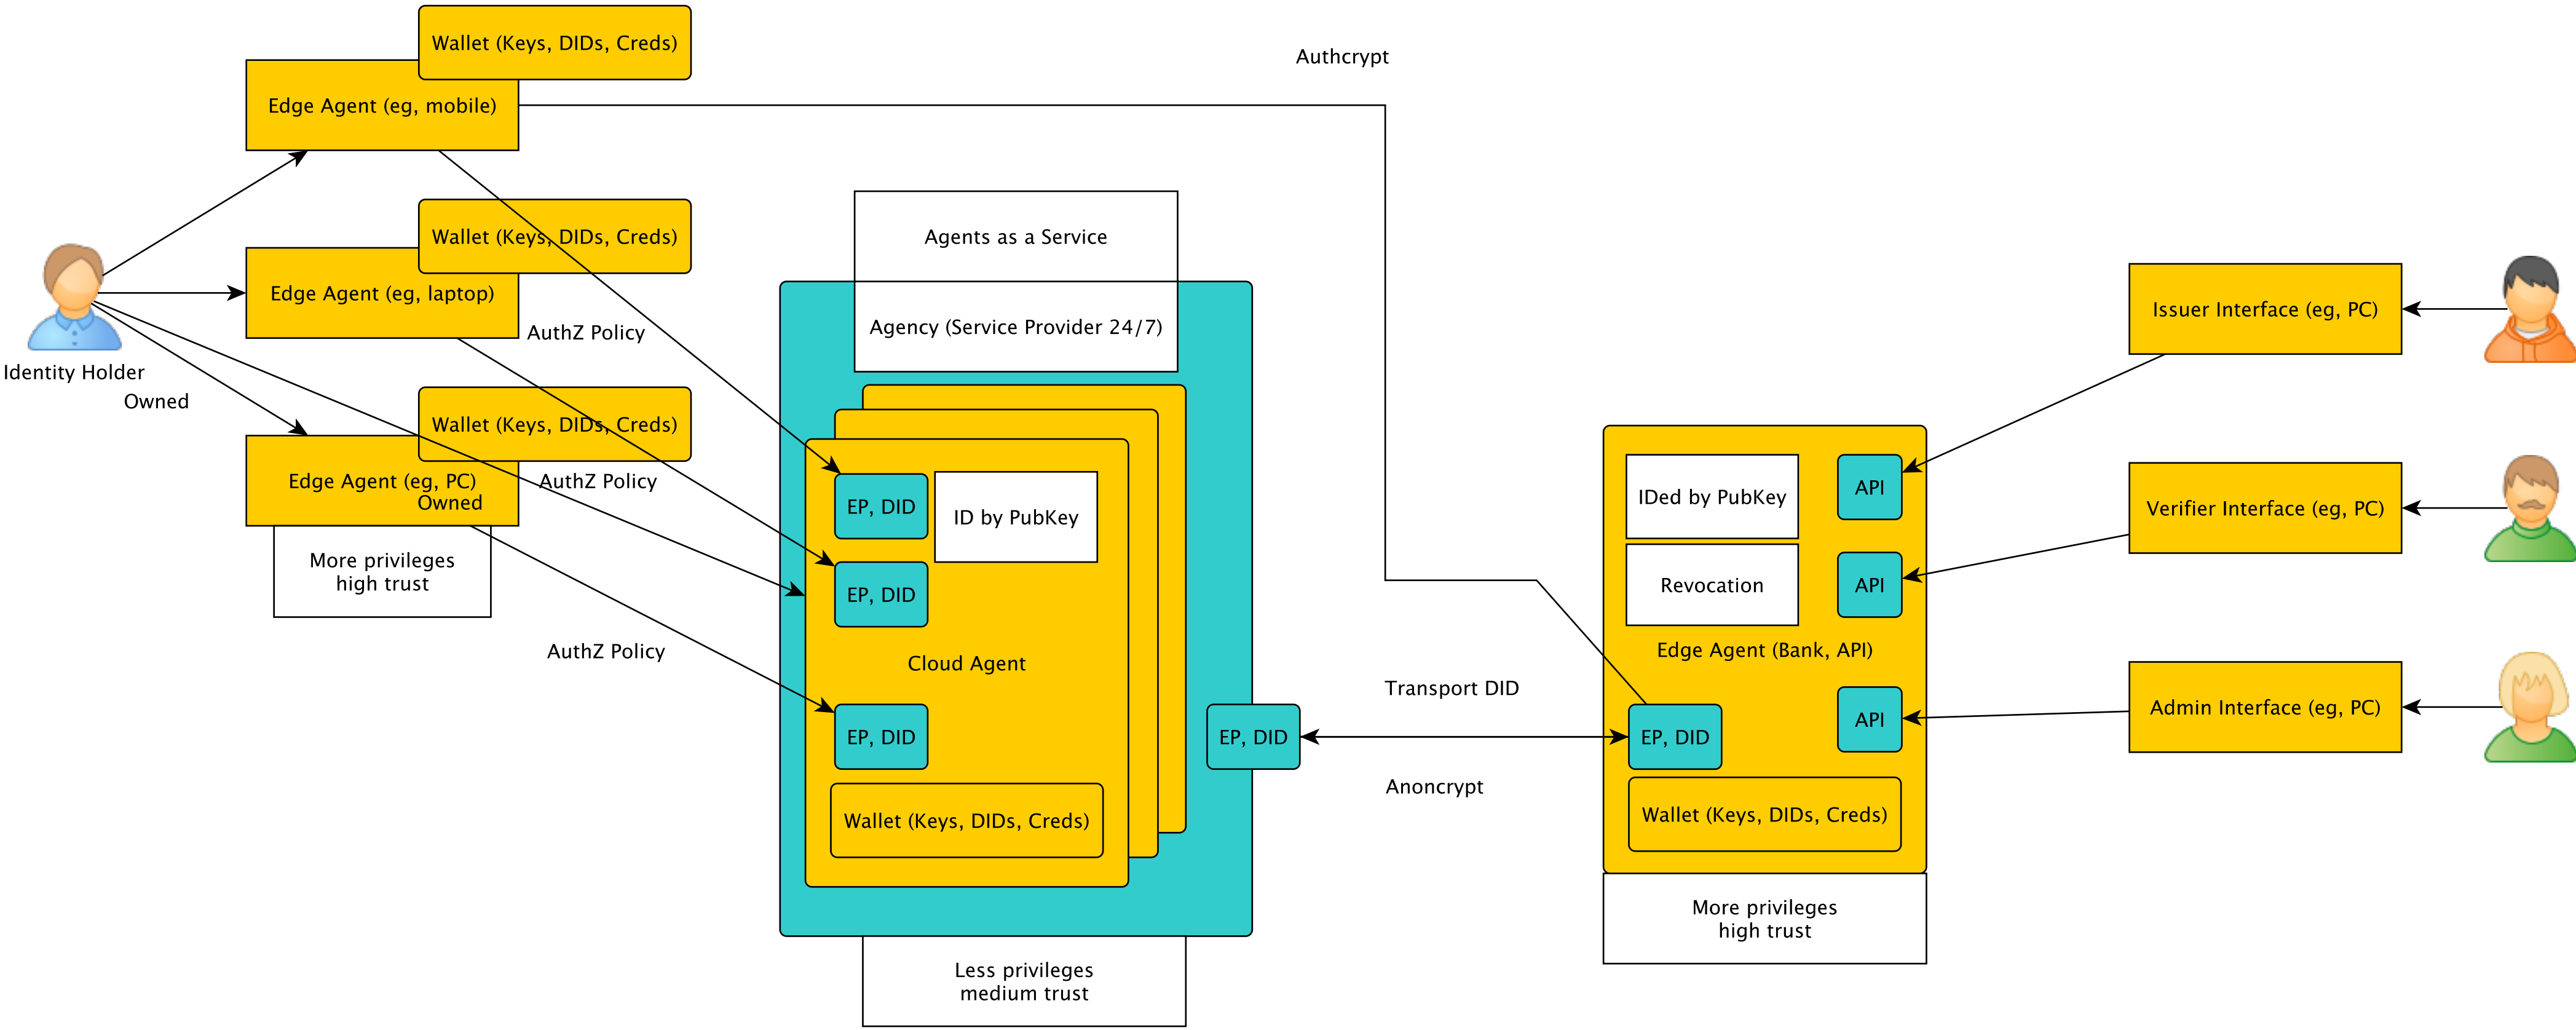 Wallet (Keys, DIDs, Creds)
Edge Agent (eg, mobile)
Wallet (Keys, DIDs, Creds)
Edge Agent (eg, laptop)
AuthZ Policy
Identity Holder
Owned
Wallet (Keys, DIDs, Creds)
Edge Agent (eg, PC)
Owned
AuthZ Policy
More privileges
high trust
AuthZ Policy
Agents as a Service
Agency (Service Provider 24/7)
EP, DID
ID by PubKey
EP, DID
Cloud Agent
EP, DID
EP, DID
Wallet (Keys, DIDs, Creds)
Less privileges
medium trust
Authcrypt
Transport DID
Anoncrypt
IDed by PubKey
API
Revocation
API
Edge Agent (Bank, API)
API
EP, DID
Wallet (Keys, DIDs, Creds)
More privileges
high trust
Issuer Interface (eg, PC)
Verifier Interface (eg, PC)
Admin Interface (eg, PC)